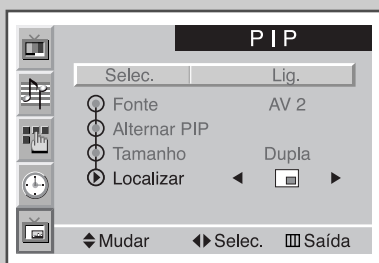 PIP
Selec. Lig.
Fonte AV 2
Alternar PIP
Tamanho Dupla
Localizar
Mudar Selec. Saída